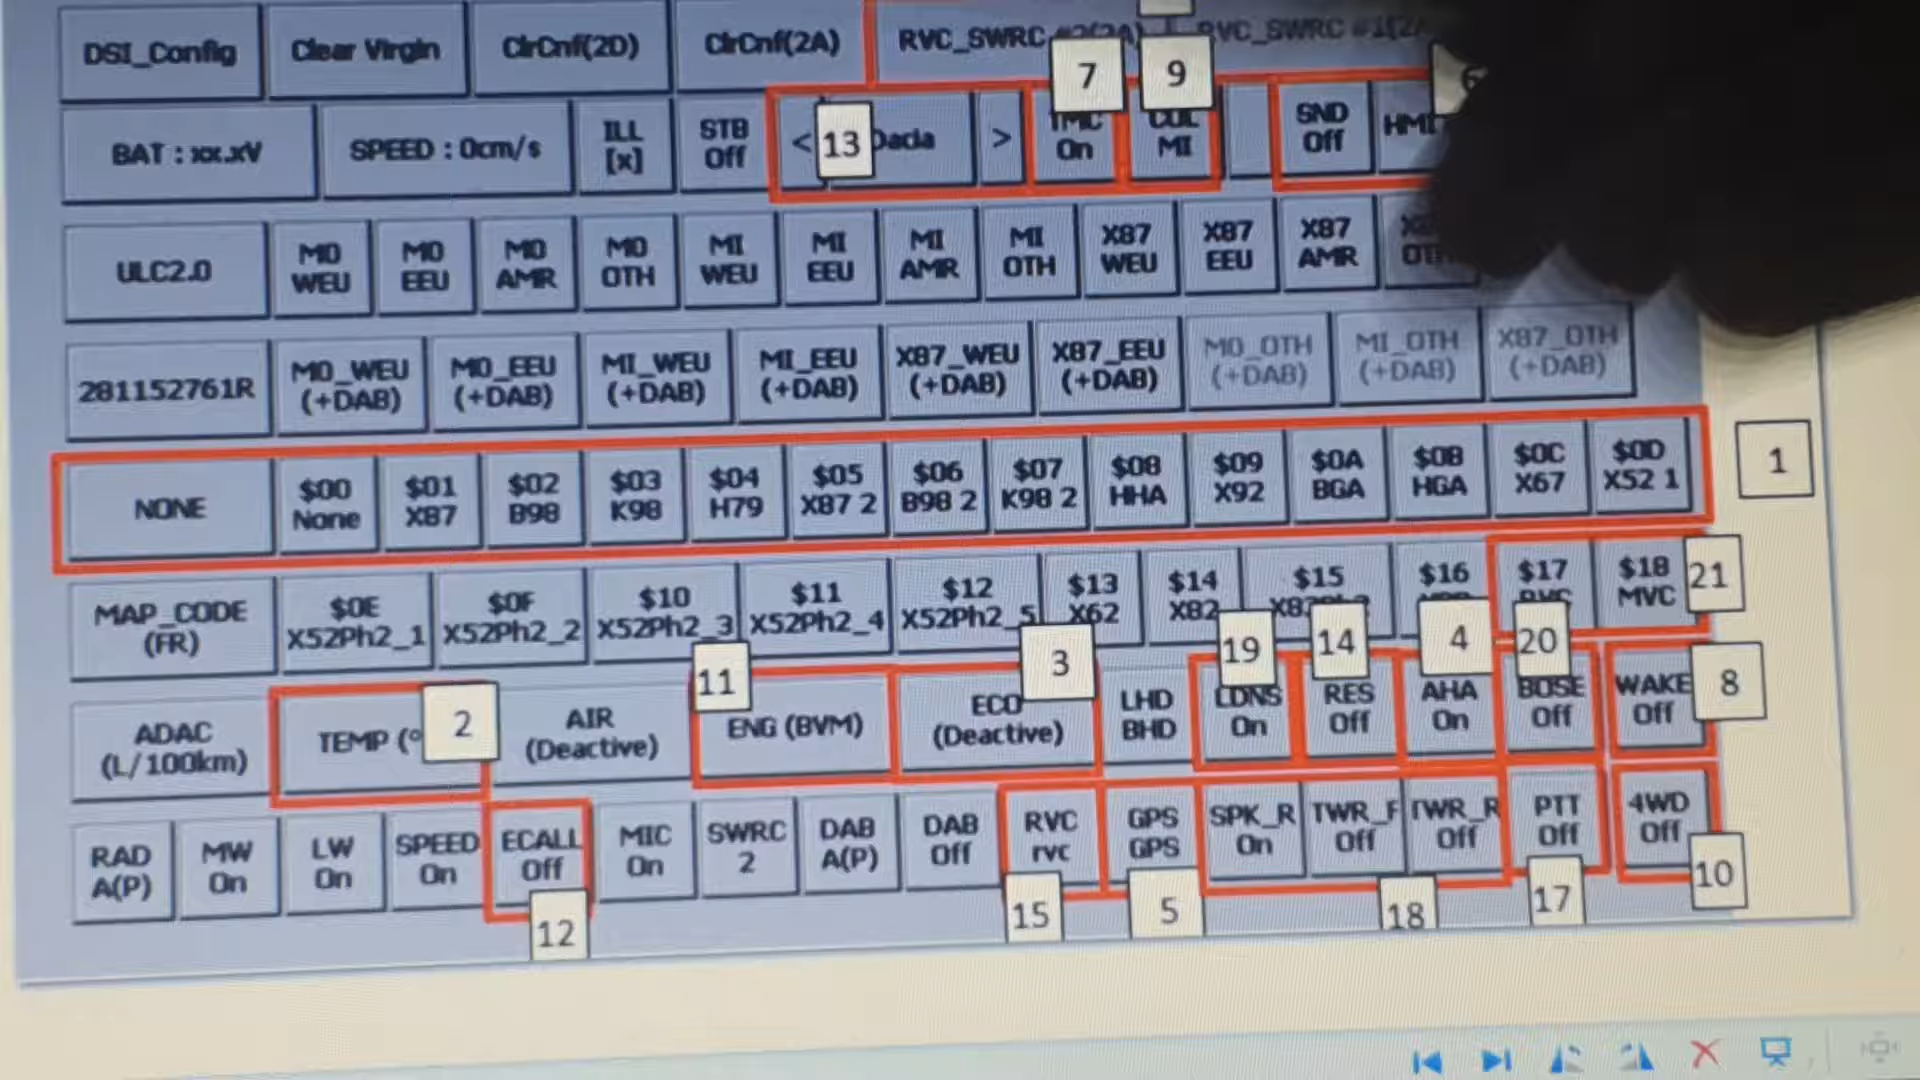 DSI_Config Clear Virgin ClrCnf(2D) ClrCnf(2A) RVC_SWRC RVC_SWRC
7 9
BAT : xx.xV SPEED : 0cm/s ILL [x] STB Off < 13 Dacia > TMC On MI SND Off HMI
ULC2.0 M0 WEU M0 EEU M0 AMR M0 OTH MI WEU MI EEU MI AMR MI OTH X87 WEU X87 EEU X87 AMR
281152761R M0_WEU (+DAB) M0_EEU (+DAB) MI_WEU (+DAB) MI_EEU (+DAB) X87_WEU (+DAB) X87_EEU (+DAB) M0_OTH (+DAB) MI_OTH (+DAB) X87_OTH (+DAB)
NONE $00 None $01 X87 $02 B98 $03 K98 $04 H79 $05 X87 2 $06 B98 2 $07 K98 2 $08 HHA $09 X92 $0A BGA $0B HGA $0C X67 $0D X52 1
1
MAP_CODE (FR) $0E X52Ph2_1 $0F X52Ph2_2 $10 X52Ph2_3 $11 X52Ph2_4 $12 X52Ph2_5 $13 X62 $14 X82 $15 $16 $17 $18 MVC
21
11 3 19 14 4 20
ADAC (L/100km) TEMP 2 AIR (Deactive) ENG (BVM) ECO (Deactive) LHD BHD CDNS On RES Off AHA On BOSE Off WAKE Off
8
RAD A(P) MW On LW On SPEED On ECALL Off MIC On SWRC 2 DAB A(P) DAB Off RVC rvc GPS GPS SPK_R On TWR_F Off TWR_R Off PTT Off 4WD Off
12 15 5 18 17 10